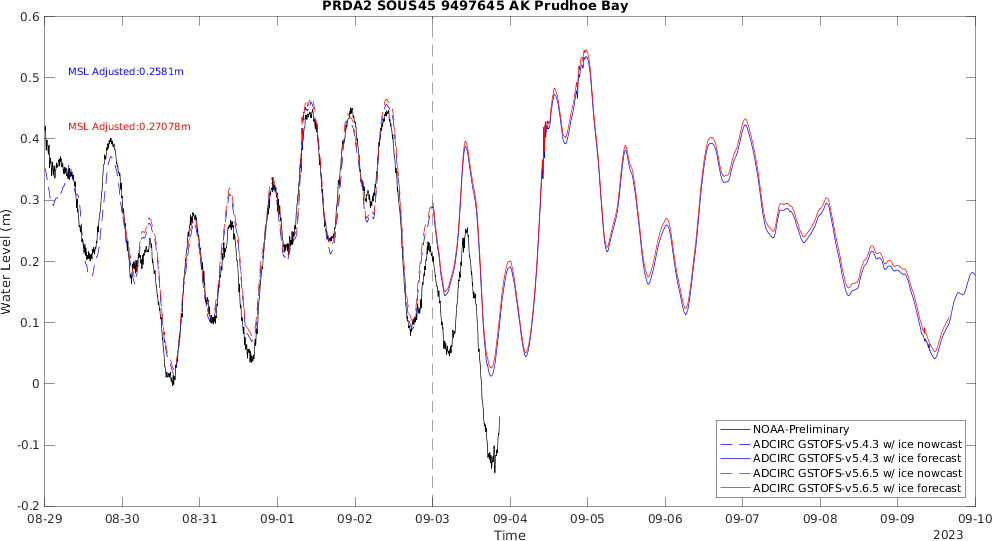 PRDA2 SOUS45 9497645 AK Prudhoe Bay
0.6
0.5
0.4
0.3
0.2
0.1
0
-0.1
-0.2
Water Level (m)
MSL Adjusted:0.2581m
MSL Adjusted:0.27078m
NOAA-Preliminary
ADCIRC GSTOFS-v5.4.3 w/ ice nowcast
ADCIRC GSTOFS-v5.4.3 w/ ice forecast
ADCIRC GSTOFS-v5.6.5 w/ ice nowcast
ADCIRC GSTOFS-v5.6.5 w/ ice forecast
08-29 08-30 08-31 09-01 09-02 09-03 09-04 09-05 09-06 09-07 09-08 09-09 09-10
Time
2023